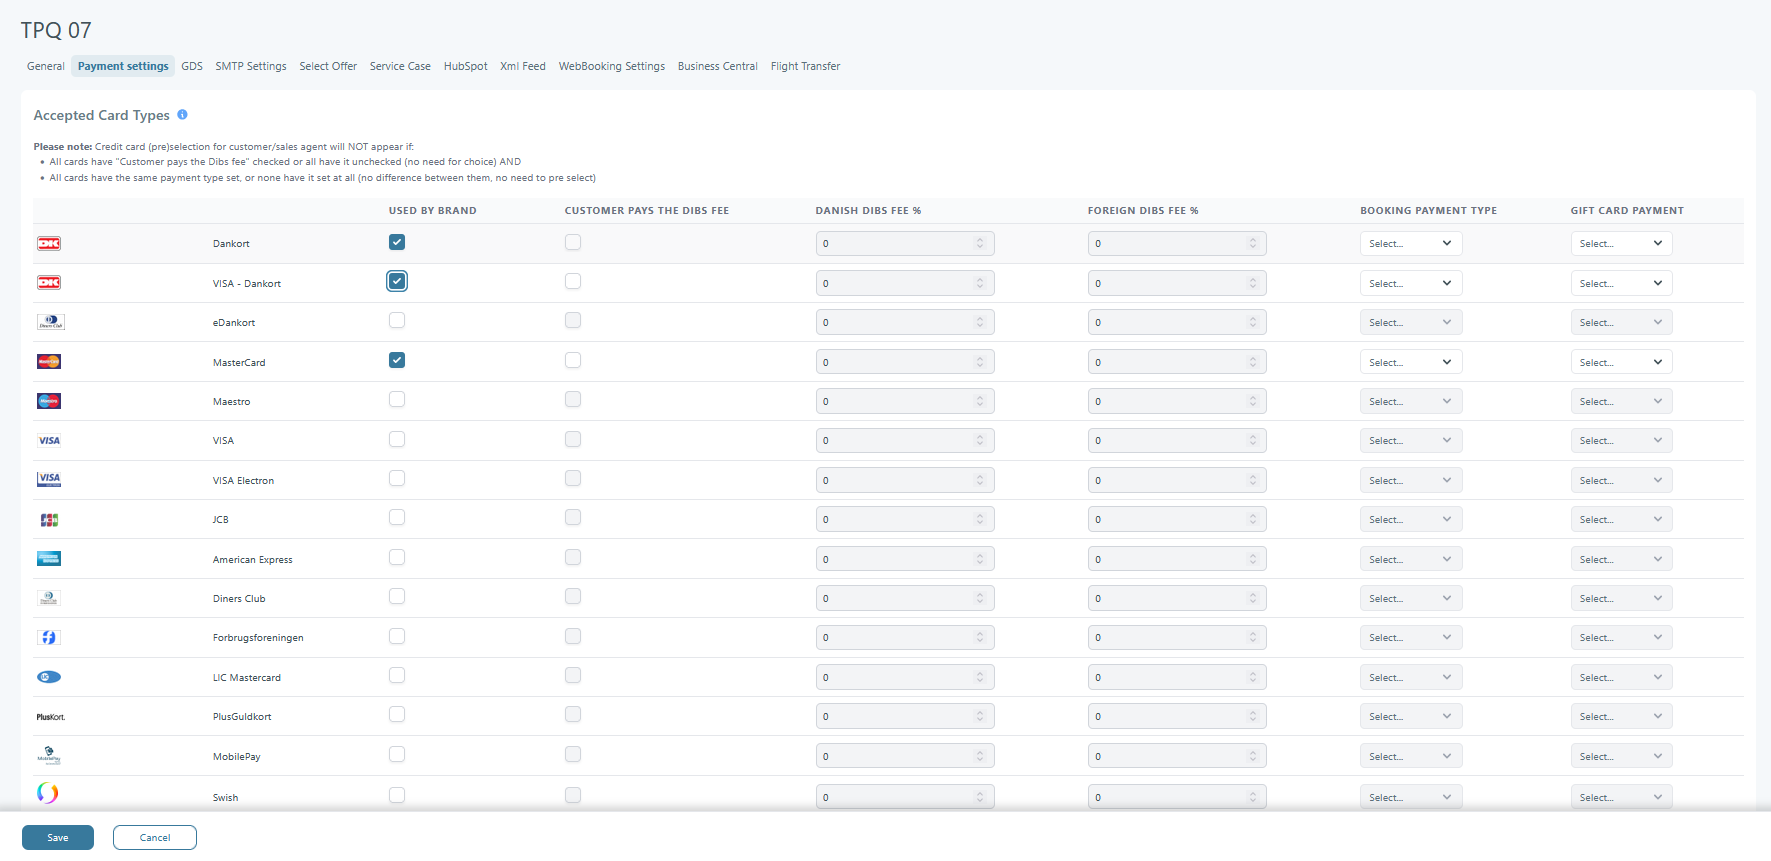 TPQ 07
General Payment settings GDS SMTP Settings Select Offer Service Case HubSpot Xml Feed WebBooking Settings Business Central Flight Transfer
Accepted Card Types
Please note: Credit card (pre)selection for customer/sales agent will NOT appear if:
• All cards have "Customer pays the Dibs fee" checked or all have it unchecked (no need for choice) AND
• All cards have the same payment type set, or none have it set at all (no difference between them, no need to pre select)
USED BY BRAND CUSTOMER PAYS THE DIBS FEE DANISH DIBS FEE % FOREIGN DIBS FEE % BOOKING PAYMENT TYPE GIFT CARD PAYMENT
DK Dankort 0 0 Select... Select...
DK VISA - Dankort 0 0 Select... Select...
Diners Club eDankort 0 0 Select... Select...
MasterCard MasterCard 0 0 Select... Select...
Maestro Maestro 0 0 Select... Select...
VISA VISA 0 0 Select... Select...
VISA VISA Electron 0 0 Select... Select...
JCB JCB 0 0 Select... Select...
American Express 0 0 Select... Select...
Diners Club 0 0 Select... Select...
Forbrugsforeningen 0 0 Select... Select...
LIC Mastercard 0 0 Select... Select...
PlusKort. PlusGuldkort 0 0 Select... Select...
MobilePay MobilePay 0 0 Select... Select...
Swish 0 0 Select... Select...
Save Cancel